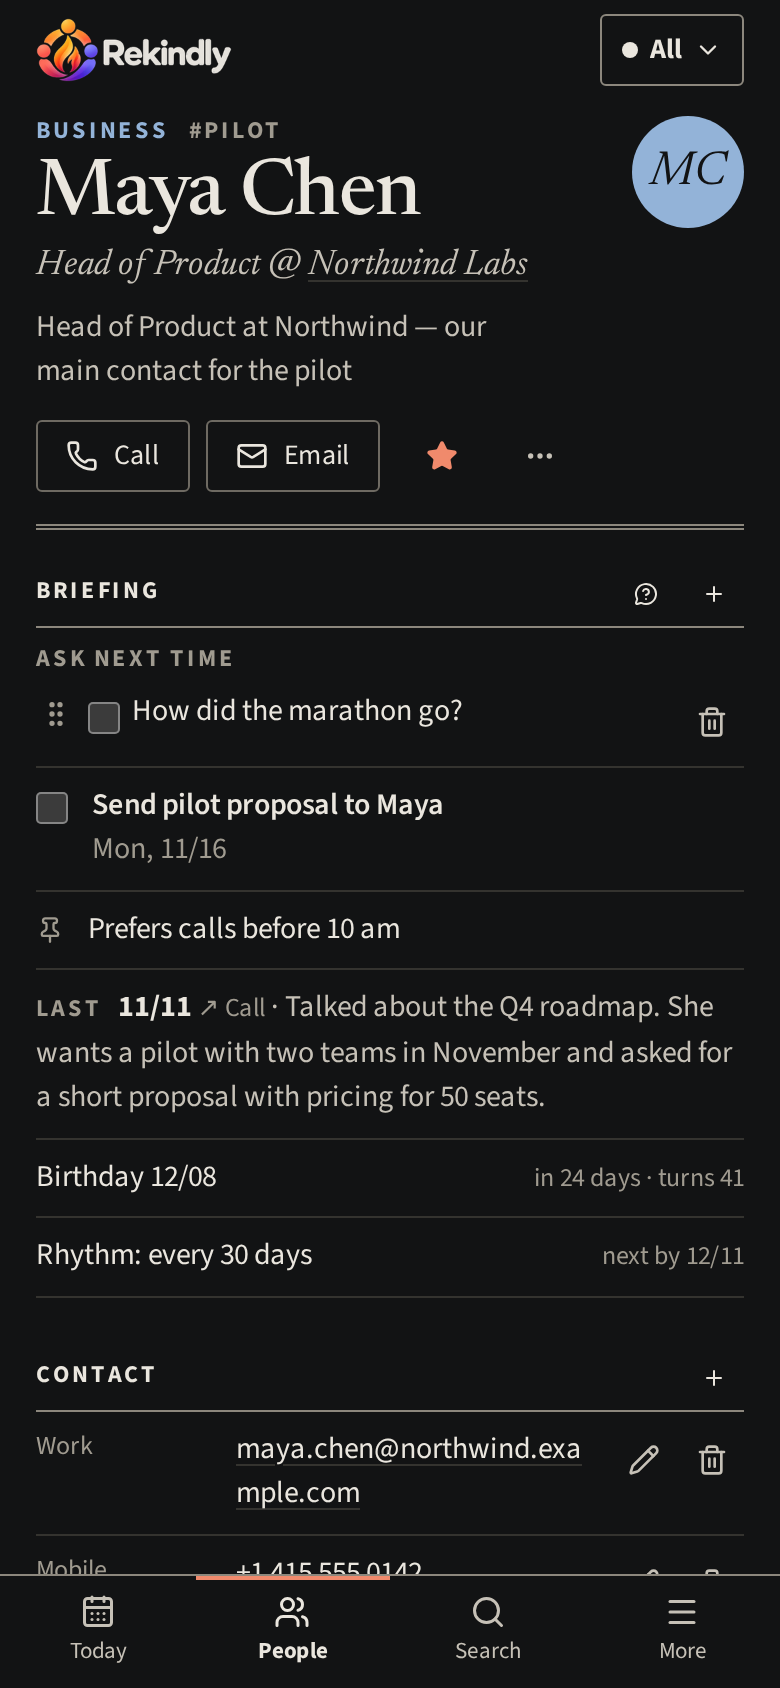 Rekindly
All
BUSINESS #PILOT
Maya Chen
MC
Head of Product @ Northwind Labs
Head of Product at Northwind — our
main contact for the pilot
Call
Email
BRIEFING
ASK NEXT TIME
How did the marathon go?
Send pilot proposal to Maya
Mon, 11/16
Prefers calls before 10 am
LAST 11/11 ↗ Call · Talked about the Q4 roadmap. She
wants a pilot with two teams in November and asked for
a short proposal with pricing for 50 seats.
Birthday 12/08 in 24 days · turns 41
Rhythm: every 30 days next by 12/11
CONTACT
Work maya.chen@northwind.exa
mple.com
Mobile +1 415 555 0142
Today
People
Search
More